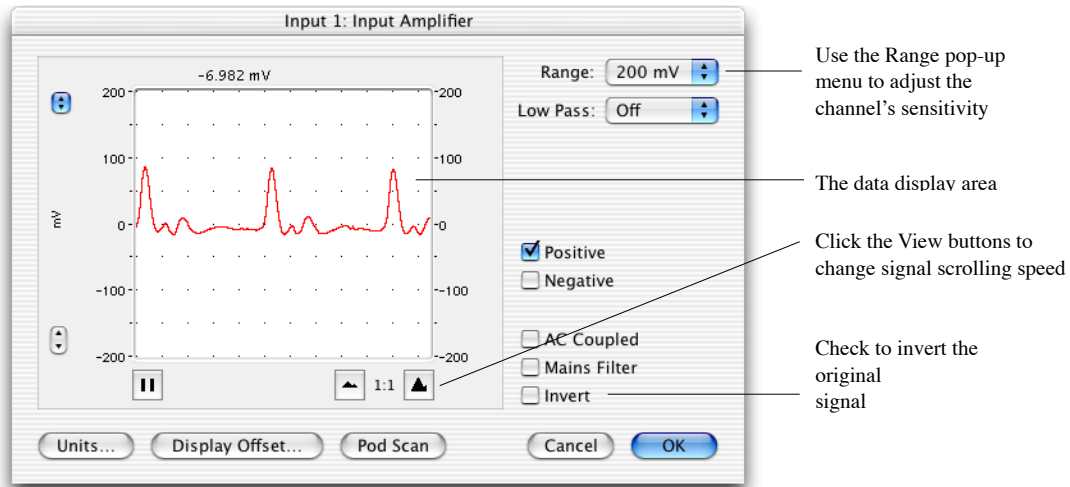 Input 1: Input Amplifier
-6.982 mV
Range: 200 mV
Low Pass: Off
200
200
100
100
mV
0
0
-100
-100
-200
-200
1:1
Positive
Negative
AC Coupled
Mains Filter
Invert
Units...
Display Offset...
Pod Scan
Cancel
OK
Use the Range pop-up
menu to adjust the
channel’s sensitivity
The data display area
Click the View buttons to
change signal scrolling speed
Check to invert the
original
signal